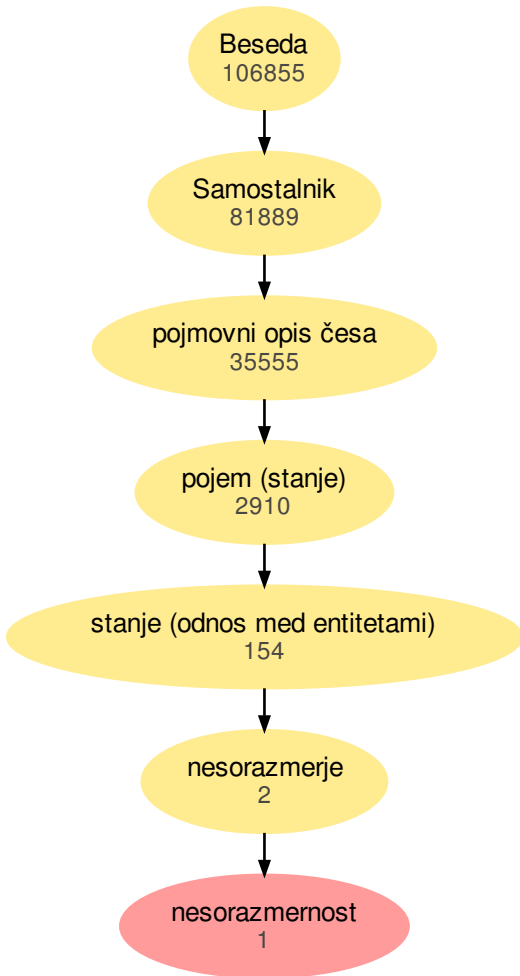 Beseda
106855
Samostalnik
81889
pojmovni opis česa
35555
pojem (stanje)
2910
stanje (odnos med entitetami)
154
nesorazmerje
2
nesorazmernost
1